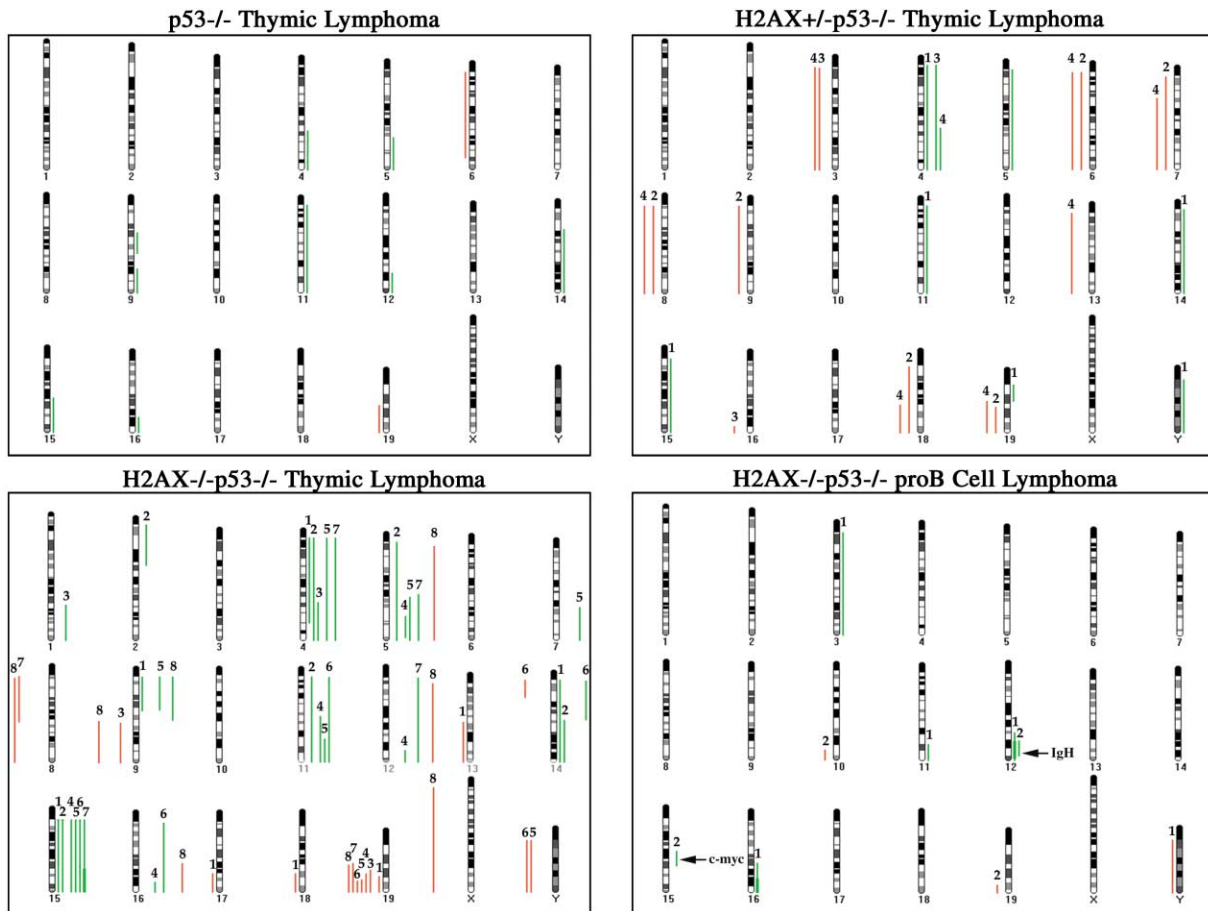 p53-/- Thymic Lymphoma
1 2 3 4 5 6 7
8 9 10 11 12 13 14
15 16 17 18 19 X Y
H2AX+/-p53-/- Thymic Lymphoma
4 3 1 3 4 4 2 4 2
1 2 3 4 5 6 7
4 2 2 1 4 1
8 9 10 11 12 13 14
1 3 4 2 4 2 1 1
15 16 17 18 19 X Y
H2AX-/-p53-/- Thymic Lymphoma
3 2 1 2 5 7 3 2 4 5 7 8 5
1 2 3 4 5 6 7
8 7 8 3 1 5 8 2 4 5 6 4 7 8 1 6 1 2 6
8 9 10 11 12 13 14
1 2 4 5 6 7 4 6 8 1 1 8 7 6 5 4 3 1 8 6 5
15 16 17 18 19 X Y
H2AX-/-p53-/- proB Cell Lymphoma
1
1 2 3 4 5 6 7
2 1 1 2 IgH
8 9 10 11 12 13 14
2 c-myc 1 2 1
15 16 17 18 19 X Y